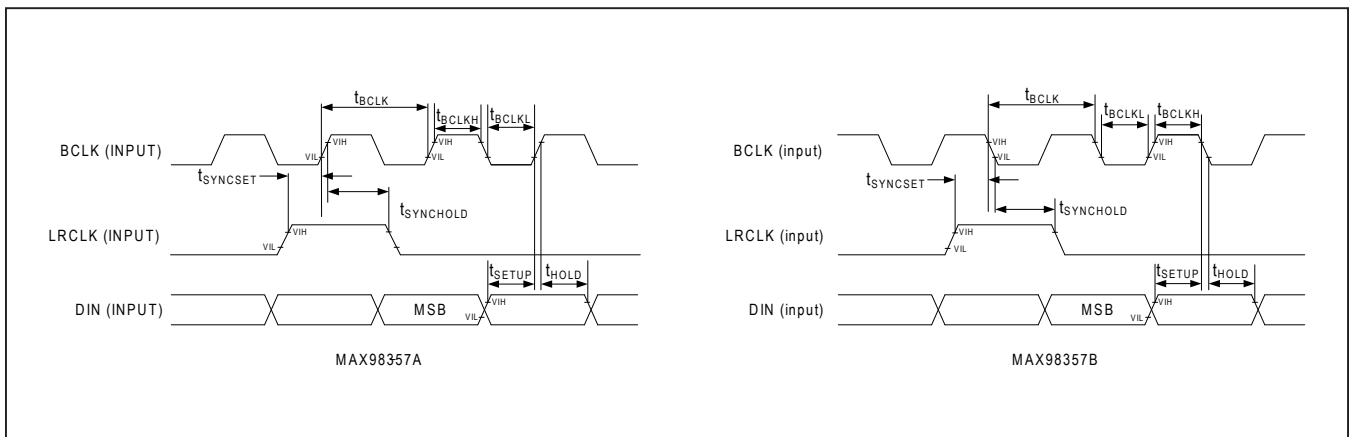 tBCLK
tBCLKH
tBCLKL
BCLK (INPUT)
VIH
VIL
VIL
tSYNCSET
tSYNCHOLD
LRCLK (INPUT)
VIH
VIL
tSETUP
tHOLD
DIN (INPUT)
MSB
VIH
VIL
MAX98357A
tBCLK
tBCLKL
tBCLKH
BCLK (input)
VIH
VIL
VIL
tSYNCSET
tSYNCHOLD
LRCLK (input)
VIH
VIL
tSETUP
tHOLD
DIN (input)
MSB
VIH
VIL
MAX98357B